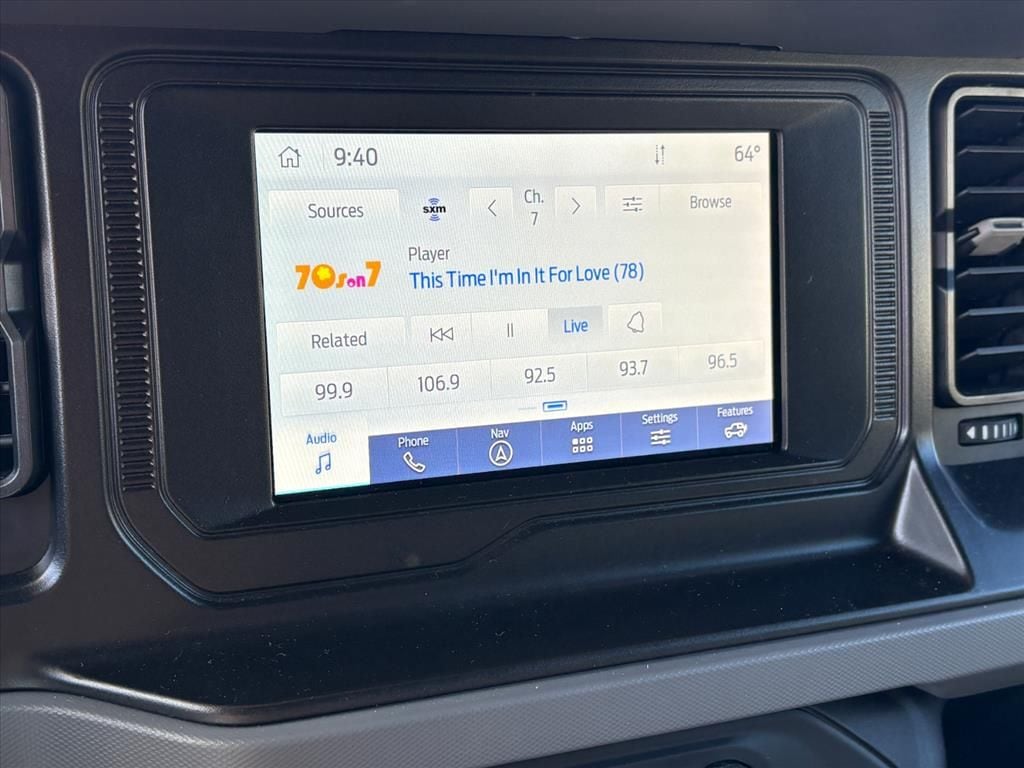 9:40 64°
Sources sxm Ch. 7 Browse
70s on 7
Player
This Time I'm In It For Love (78)
Related Live
99.9 106.9 92.5 93.7 96.5
Audio Phone Nav Apps Settings Features